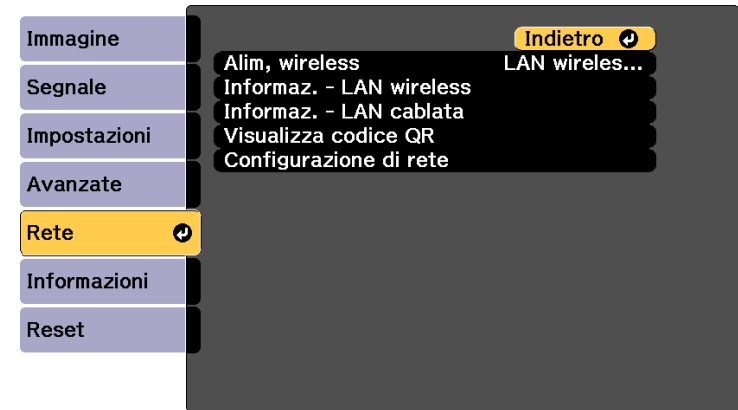 Immagine
Segnale
Impostazioni
Avanzate
Rete
Informazioni
Reset
Indietro
Alim, wireless LAN wireles...
Informaz. - LAN wireless
Informaz. - LAN cablata
Visualizza codice QR
Configurazione di rete